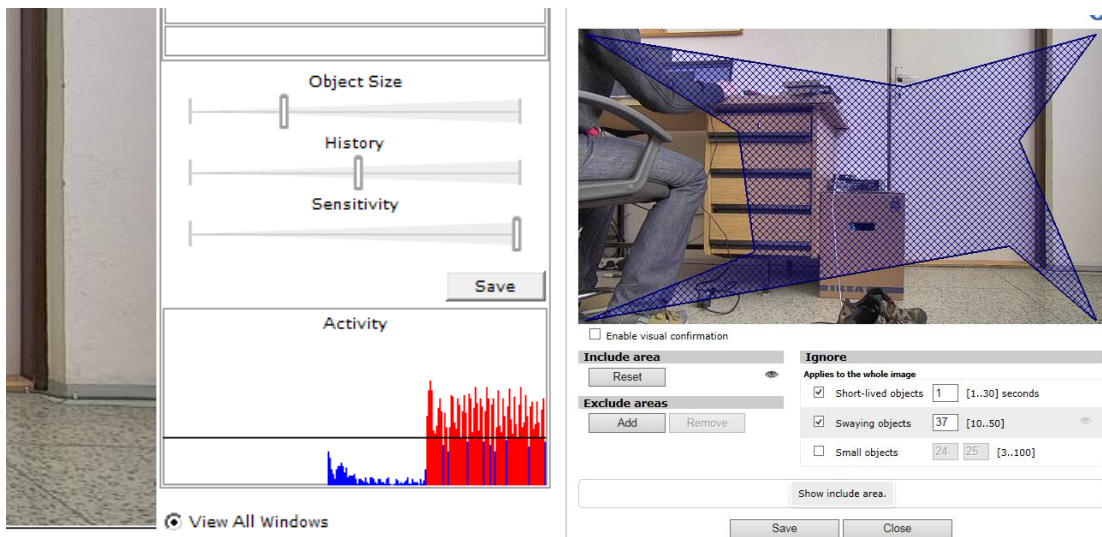 Object Size
History
Sensitivity
Save
Activity
View All Windows
IKEA
Enable visual confirmation
Include area
Reset
Exclude areas
Add Remove
Ignore
Applies to the whole image
Short-lived objects 1 [1..30] seconds
Swaying objects 37 [10..50]
Small objects 24 25 [3..100]
Show include area.
Save Close